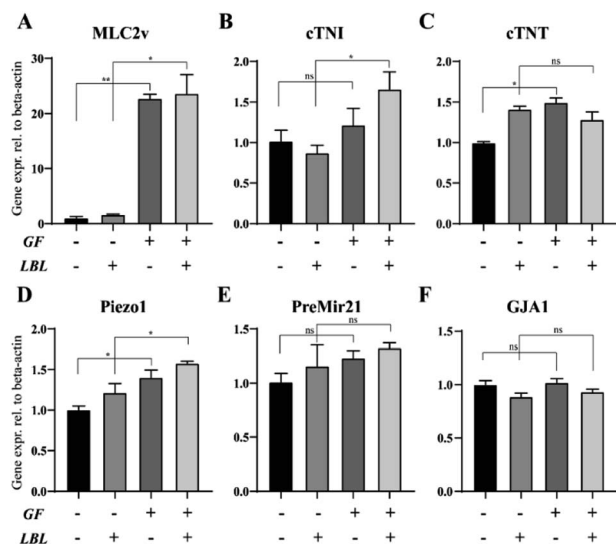 A MLC2v B cTNI C cTNT
Gene expr. rel. to beta-actin
30 20 10 0
** *
2.0 1.5 1.0 0.5 0.0
ns *
2.0 1.5 1.0 0.5 0.0
* ns
GF - - + + - - + + - - + +
LBL - + - + - + - + - + - +
D Piezo1 E PreMir21 F GJA1
Gene expr. rel. to beta-actin
2.0 1.5 1.0 0.5 0.0
* *
2.0 1.5 1.0 0.5 0.0
ns ns
1.5 1.0 0.5 0.0
ns ns
GF - - + + - - + + - - + +
LBL - + - + - + - + - + - +